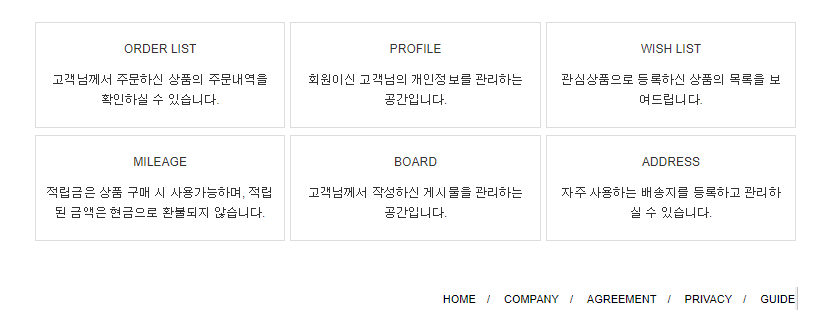 ORDER LIST
고객님께서 주문하신 상품의 주문내역을
확인하실 수 있습니다.
PROFILE
회원이신 고객님의 개인정보를 관리하는
공간입니다.
WISH LIST
관심상품으로 등록하신 상품의 목록을 보
여드립니다.
MILEAGE
적립금은 상품 구매 시 사용가능하며, 적립
된 금액은 현금으로 환불되지 않습니다.
BOARD
고객님께서 작성하신 게시물을 관리하는
공간입니다.
ADDRESS
자주 사용하는 배송지를 등록하고 관리하
실 수 있습니다.
HOME / COMPANY / AGREEMENT / PRIVACY / GUIDE